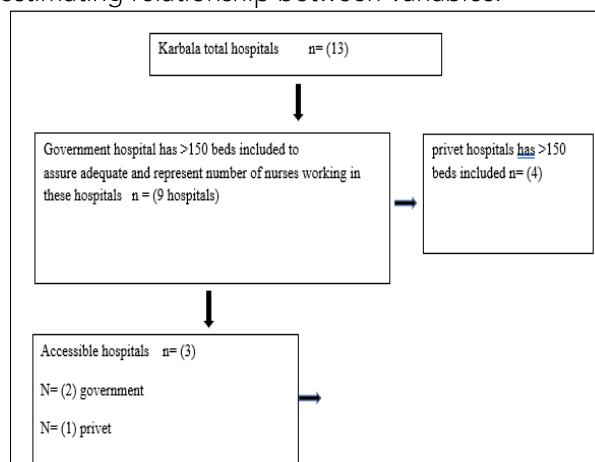 estimating relationship between variables.
Karbala total hospitals n= (13)
Government hospital has >150 beds included to
assure adequate and represent number of nurses working in
these hospitals n = (9 hospitals)
privet hospitals has >150
beds included n= (4)
Accessible hospitals n= (3)
N= (2) government
N= (1) privet